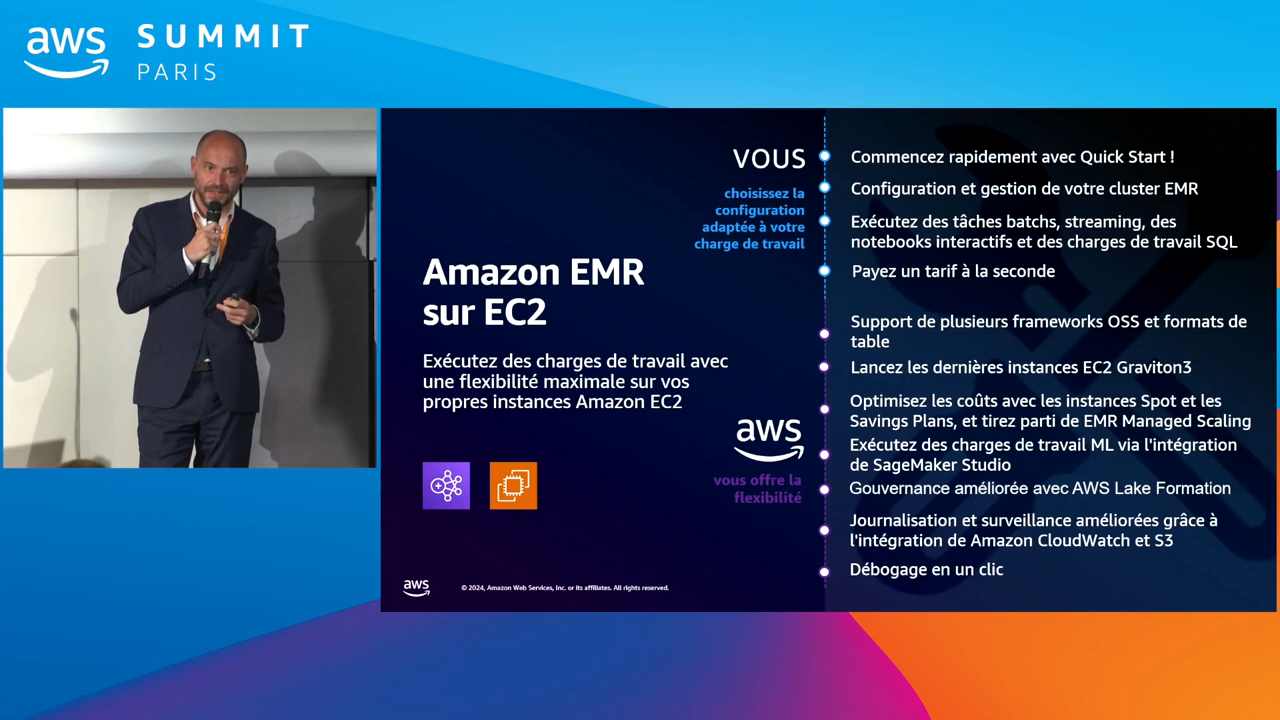 aws
SUMMIT
PARIS
Amazon EMR
sur EC2
Exécutez des charges de travail avec
une flexibilité maximale sur vos
propres instances Amazon EC2
VOUS
choisissez la
configuration
adaptée à votre
charge de travail
Commencez rapidement avec Quick Start !
Configuration et gestion de votre cluster EMR
Exécutez des tâches batchs, streaming, des
notebooks interactifs et des charges de travail SQL
Payez un tarif à la seconde
aws
vous offre la
flexibilité
Support de plusieurs frameworks OSS et formats de
table
Lancez les dernières instances EC2 Graviton3
Optimisez les coûts avec les instances Spot et les
Savings Plans, et tirez parti de EMR Managed Scaling
Exécutez des charges de travail ML via l'intégration
de SageMaker Studio
Gouvernance améliorée avec AWS Lake Formation
Journalisation et surveillance améliorées grâce à
l'intégration de Amazon CloudWatch et S3
Débogage en un clic
aws
© 2024, Amazon Web Services, Inc. or its affiliates. All rights reserved.